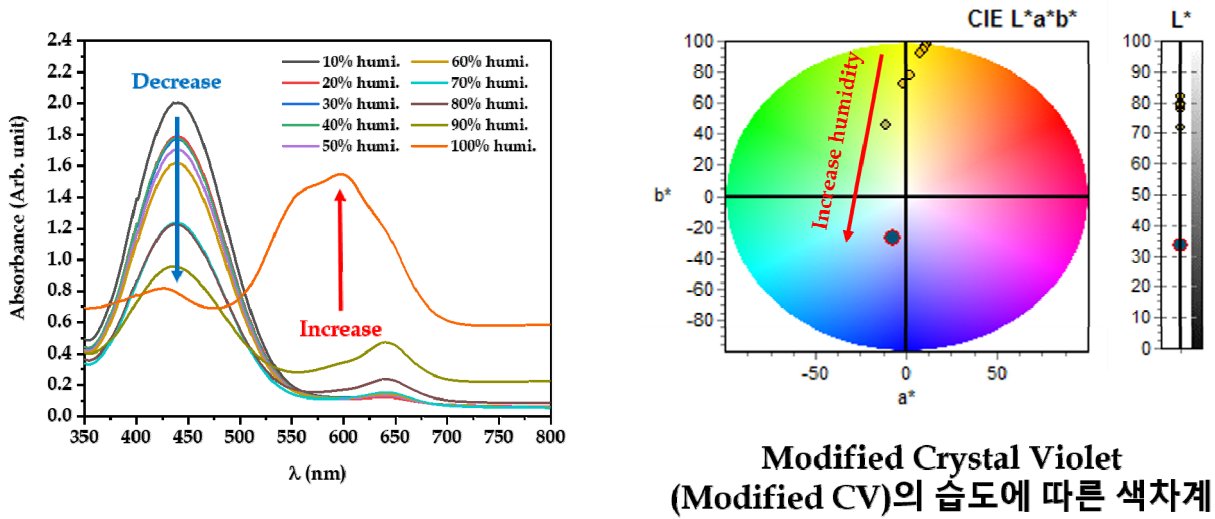 2.4
2.2
2.0
1.8
1.6
1.4
1.2
1.0
0.8
0.6
0.4
0.2
0.0
Absorbance (Arb. unit)
350 400 450 500 550 600 650 700 750 800
λ (nm)
Decrease
Increase
10% humi. 60% humi.
20% humi. 70% humi.
30% humi. 80% humi.
40% humi. 90% humi.
50% humi. 100% humi.
CIE L*a*b*
100
80
60
40
20
0
-20
-40
-60
-80
b*
-50 0 50
a*
Increase humidity
L*
100
90
80
70
60
50
40
30
20
10
0
Modified Crystal Violet
(Modified CV)의 습도에 따른 색차계